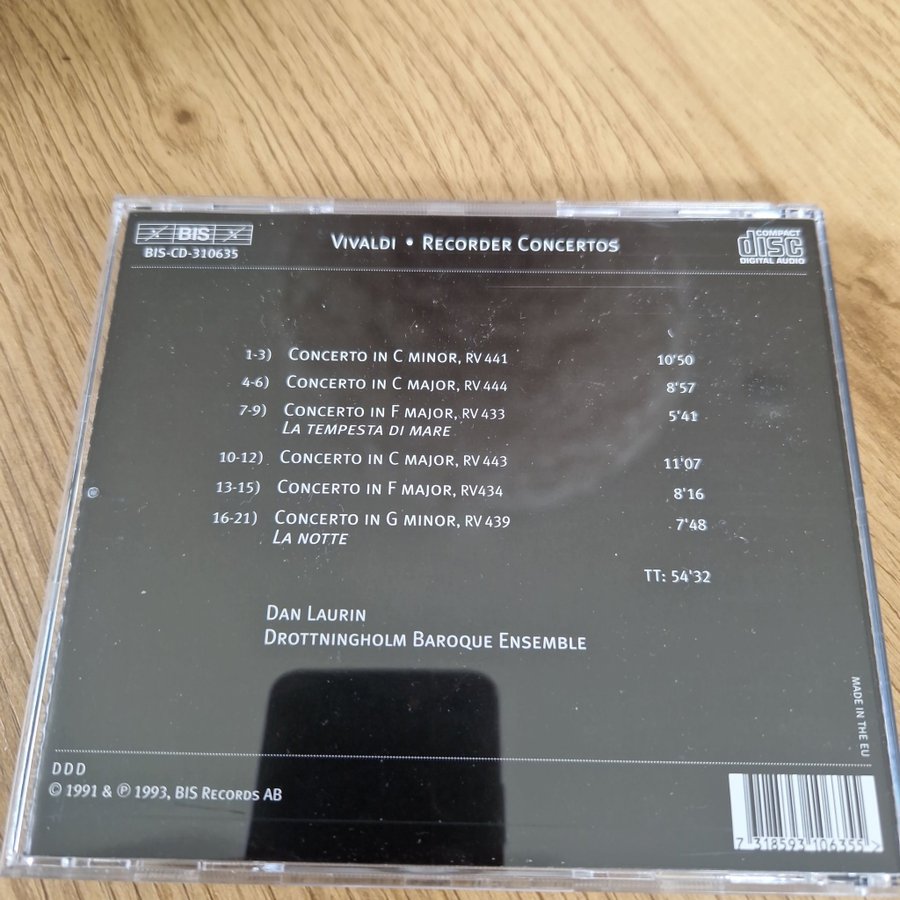 X BIS X
BIS-CD-310635
VIVALDI • RECORDER CONCERTOS
COMPACT
disc
DIGITAL AUDIO
1-3) CONCERTO IN C MINOR, RV 441 10'50
4-6) CONCERTO IN C MAJOR, RV 444 8'57
7-9) CONCERTO IN F MAJOR, RV 433 5'41
LA TEMPESTA DI MARE
10-12) CONCERTO IN C MAJOR, RV 443 11'07
13-15) CONCERTO IN F MAJOR, RV434 8'16
16-21) CONCERTO IN G MINOR, RV 439 7'48
LA NOTTE
TT: 54'32
DAN LAURIN
DROTTNINGHOLM BAROQUE ENSEMBLE
MADE IN THE EU
DDD
© 1991 & ℗ 1993, BIS RECORDS AB
7 318593 106355 >